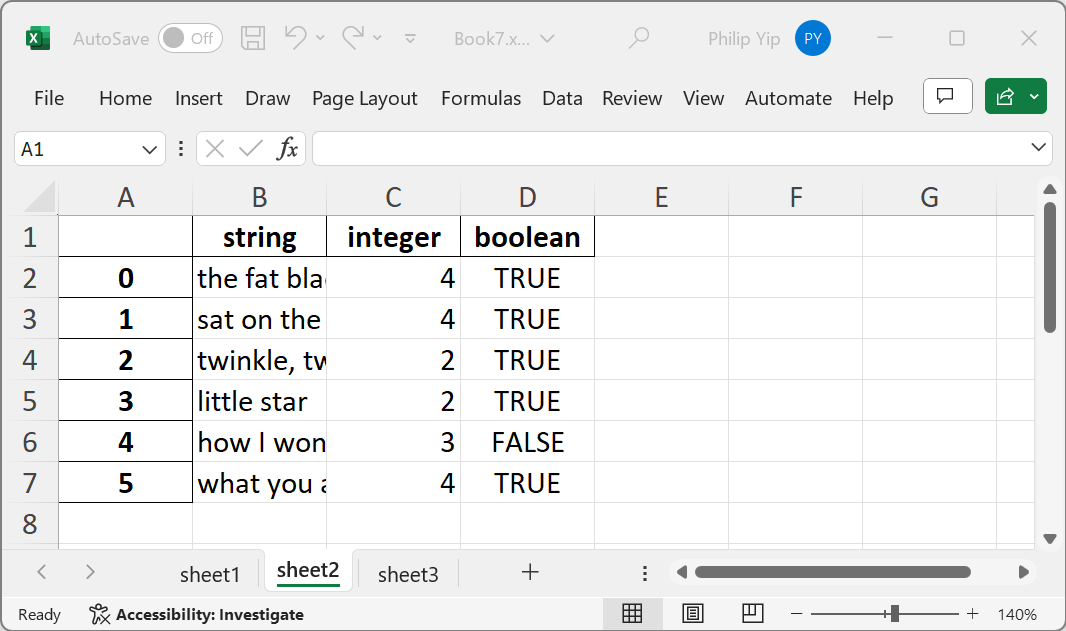 AutoSave Off Book7.x... Philip Yip PY
File Home Insert Draw Page Layout Formulas Data Review View Automate Help
A1 fx
A B C D E F G
1 string integer boolean
2 0 the fat bla 4 TRUE
3 1 sat on the 4 TRUE
4 2 twinkle, tw 2 TRUE
5 3 little star 2 TRUE
6 4 how I won 3 FALSE
7 5 what you a 4 TRUE
8
sheet1 sheet2 sheet3 +
Ready Accessibility: Investigate 140%